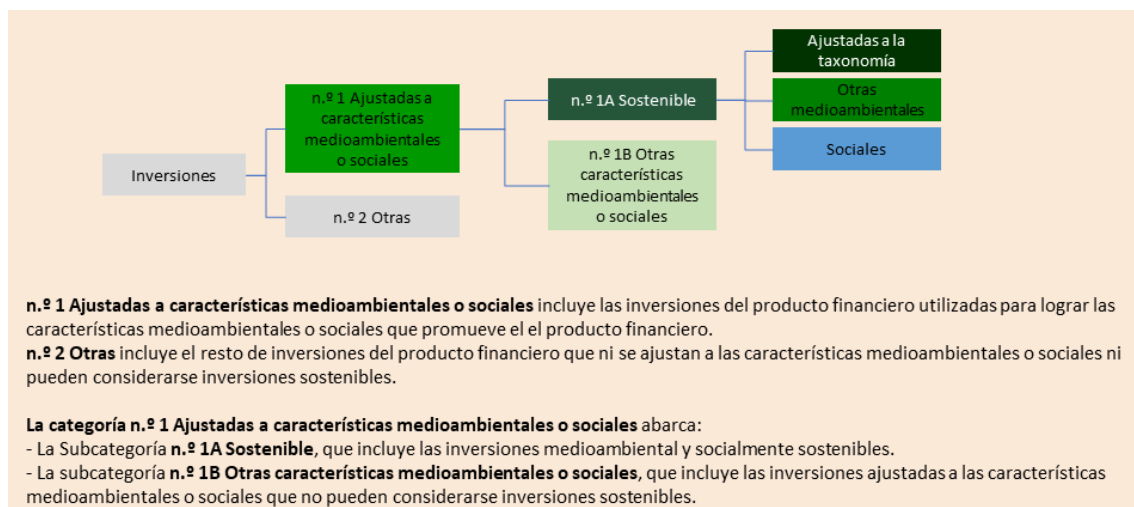 Ajustadas a la
taxonomía
n.º 1 Ajustadas a
características
medioambientales
o sociales
n.º 1A Sostenible
Otras
medioambientales
Sociales
n.º 1B Otras
características
medioambientales
o sociales
Inversiones
n.º 2 Otras
n.º 1 Ajustadas a características medioambientales o sociales incluye las inversiones del producto financiero utilizadas para lograr las
características medioambientales o sociales que promueve el el producto financiero.
n.º 2 Otras incluye el resto de inversiones del producto financiero que ni se ajustan a las características medioambientales o sociales ni
pueden considerarse inversiones sostenibles.
La categoría n.º 1 Ajustadas a características medioambientales o sociales abarca:
- La Subcategoría n.º 1A Sostenible, que incluye las inversiones medioambiental y socialmente sostenibles.
- La subcategoría n.º 1B Otras características medioambientales o sociales, que incluye las inversiones ajustadas a las características
medioambientales o sociales que no pueden considerarse inversiones sostenibles.